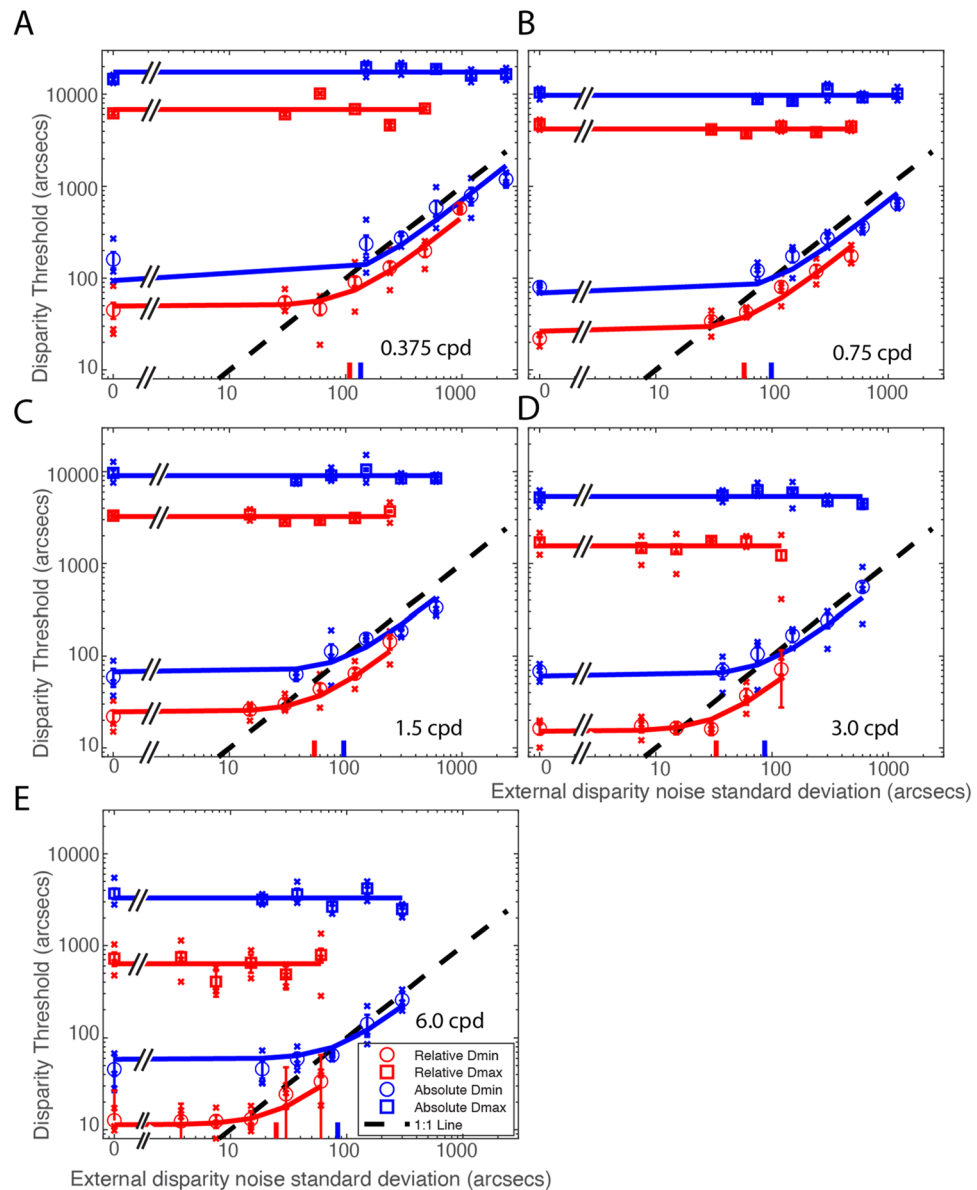 A
B
Disparity Threshold (arcsecs)
10000
1000
100
10
0.375 cpd
0 10 100 1000
10000
1000
100
10
0.75 cpd
0 10 100 1000
C
D
Disparity Threshold (arcsecs)
10000
1000
100
10
1.5 cpd
0 10 100 1000
10000
1000
100
10
3.0 cpd
0 10 100 1000
External disparity noise standard deviation (arcsecs)
E
Disparity Threshold (arcsecs)
10000
1000
100
10
6.0 cpd
Relative Dmin
Relative Dmax
Absolute Dmin
Absolute Dmax
1:1 Line
0 10 100 1000
External disparity noise standard deviation (arcsecs)